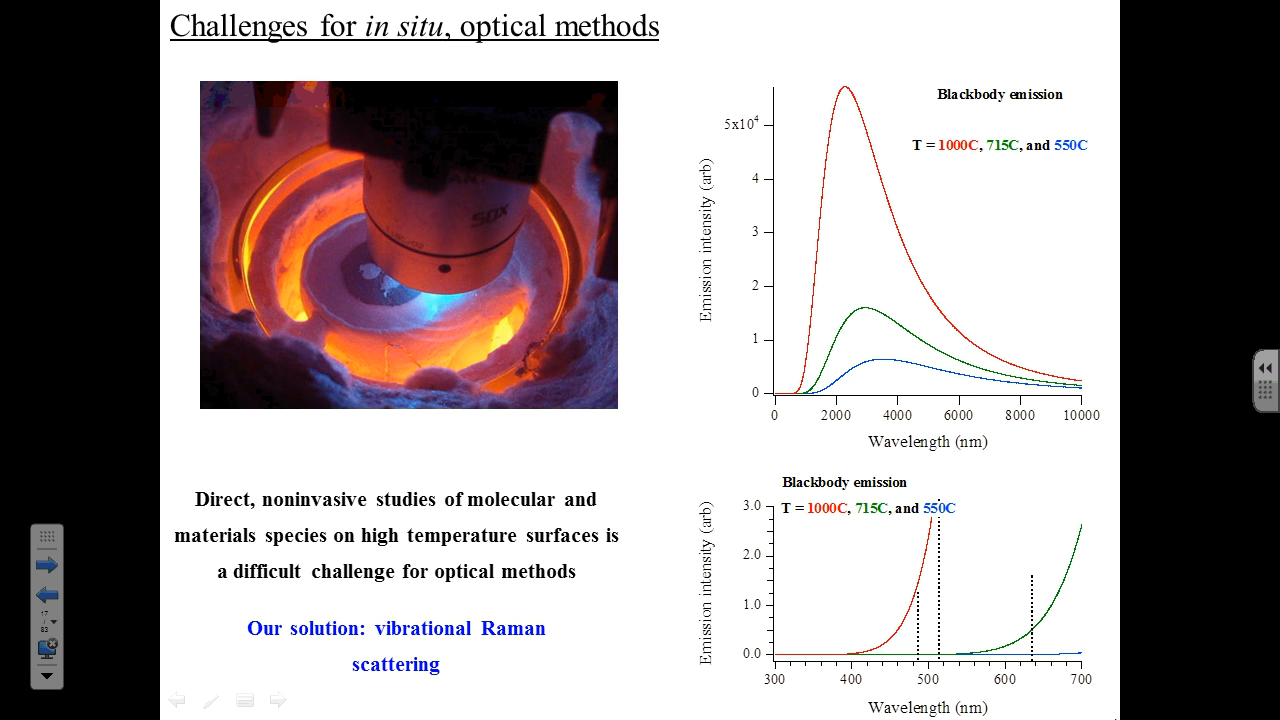 Challenges for in situ, optical methods
50X
Blackbody emission
T = 1000C, 715C, and 550C
5x10⁴
4
3
2
1
0
Emission intensity (arb)
0 2000 4000 6000 8000 10000
Wavelength (nm)
Direct, noninvasive studies of molecular and
materials species on high temperature surfaces is
a difficult challenge for optical methods
Our solution: vibrational Raman
scattering
Blackbody emission
T = 1000C, 715C, and 550C
3.0
2.0
1.0
0.0
Emission intensity (arb)
300 400 500 600 700
Wavelength (nm)
17
/
83